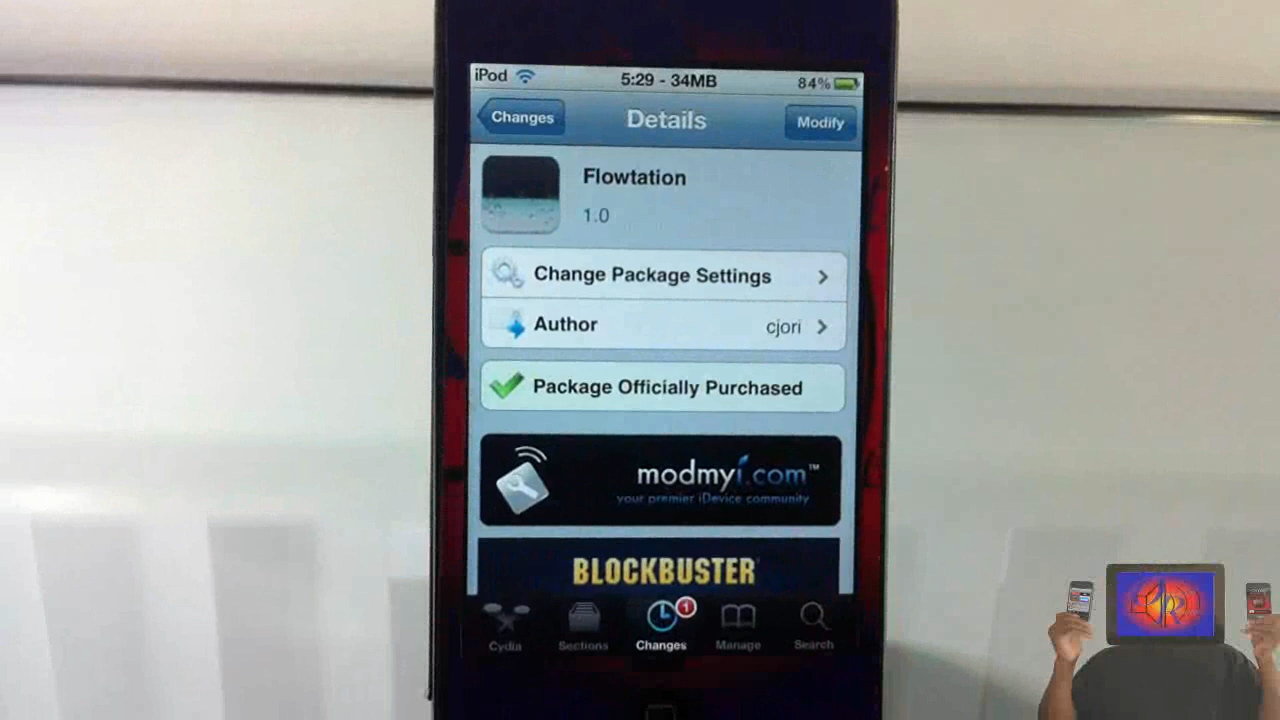 iPod 5:29 - 34MB 84%
Changes Details Modify
Flowtation
1.0
Change Package Settings
Author cjori
Package Officially Purchased
modmyi.com™
your premier iDevice community
BLOCKBUSTER
1
Cydia Sections Changes Manage Search